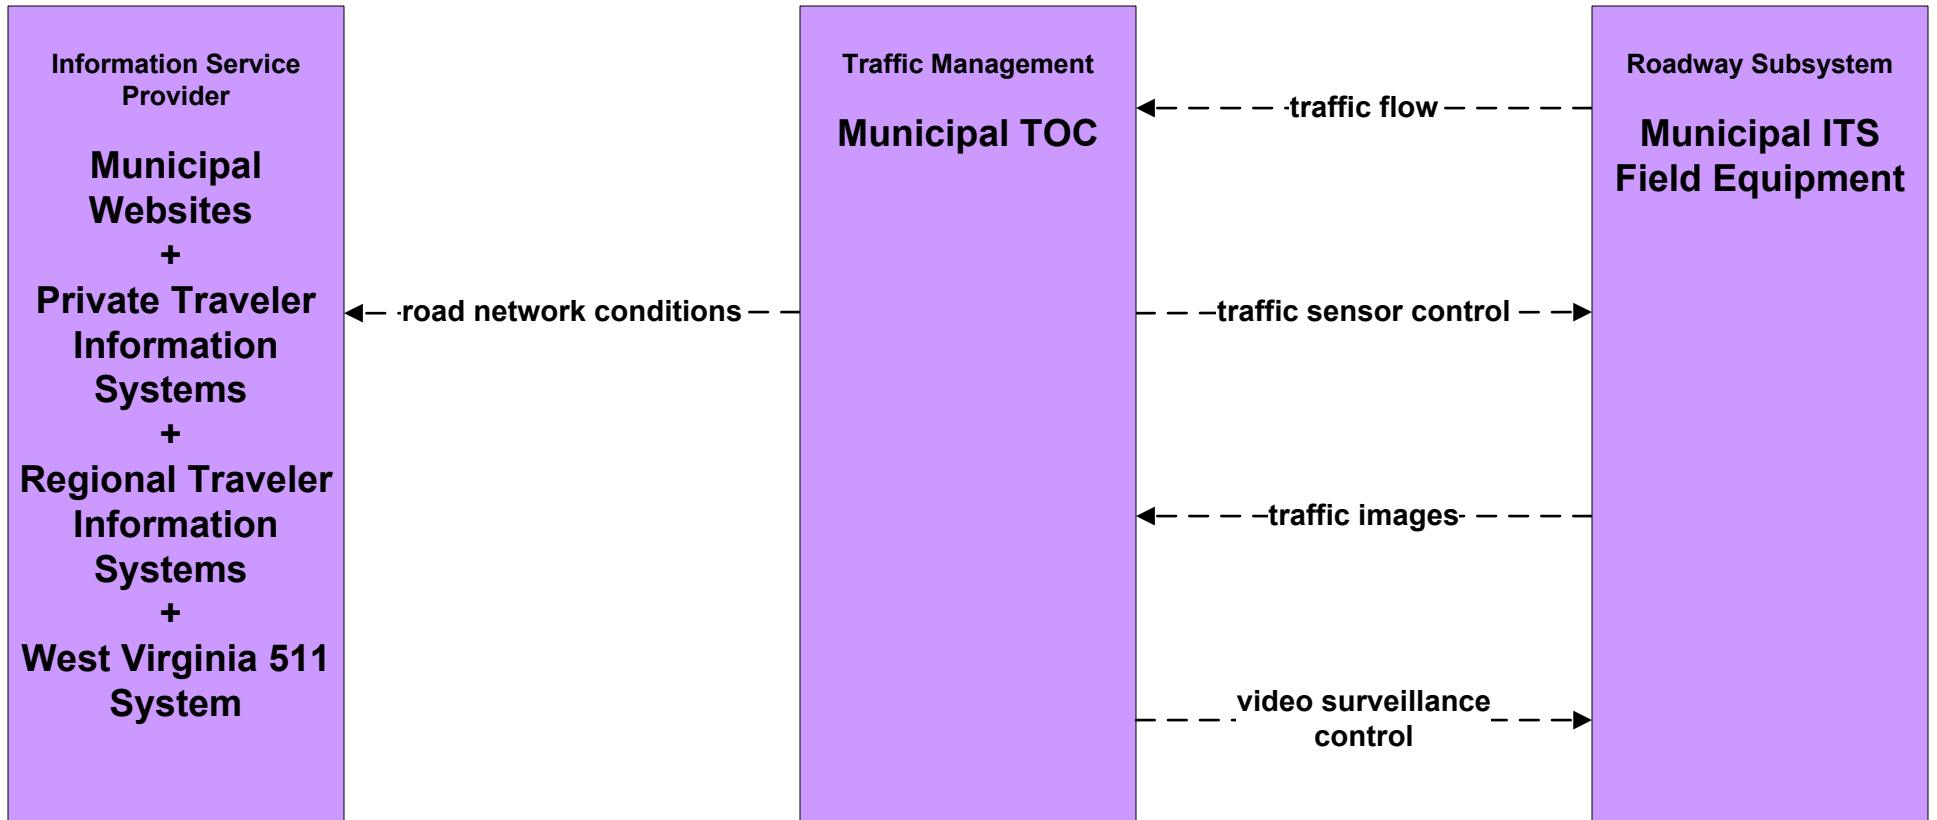 Information Service
Provider
Municipal
Websites
+
Private Traveler
Information
Systems
+
Regional Traveler
Information
Systems
+
West Virginia 511
System
road network conditions
Traffic Management
Municipal TOC
traffic flow
traffic sensor control
traffic images
video surveillance
control
Roadway Subsystem
Municipal ITS
Field Equipment